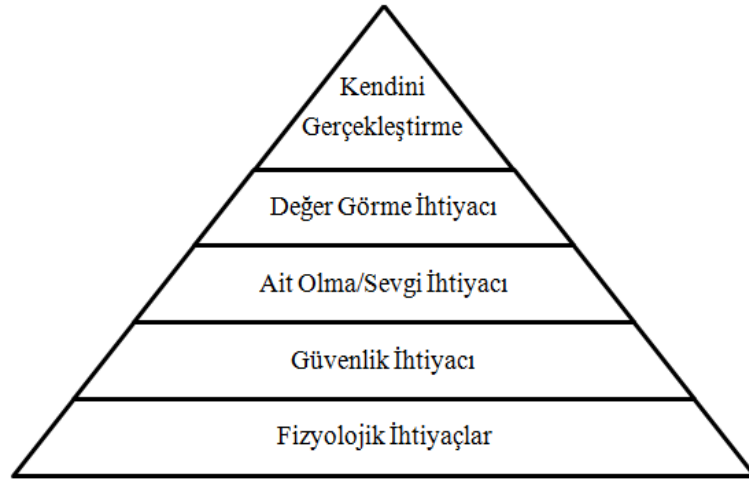 Kendini
Gerçekleştirme
Değer Görme İhtiyacı
Ait Olma/Sevgi İhtiyacı
Güvenlik İhtiyacı
Fizyolojik İhtiyaçlar